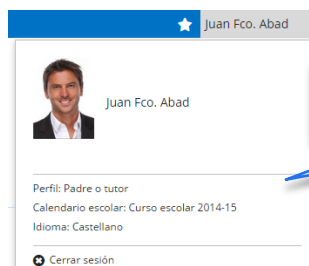 Juan Fco. Abad
Juan Fco. Abad
Perfil: Padre o tutor
Calendario escolar: Curso escolar 2014-15
Idioma: Castellano
Cerrar sesión